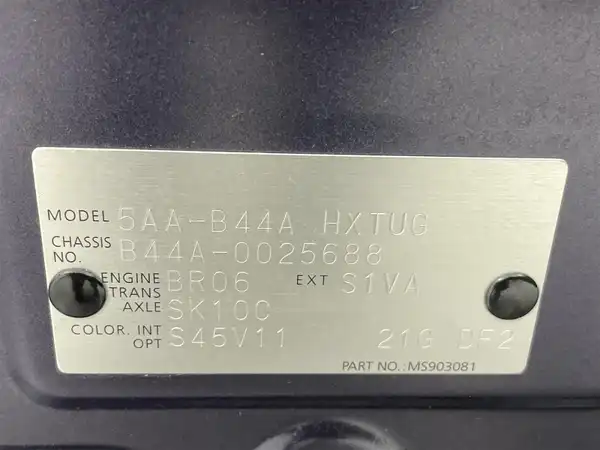 MODEL 5AA-B44A HXTUG
CHASSIS NO. B44A-0025688
ENGINE BR06 EXT S1VA
TRANS AXLE SK10C
COLOR. INT OPT S45V11 21G DF2
PART NO.: MS903081